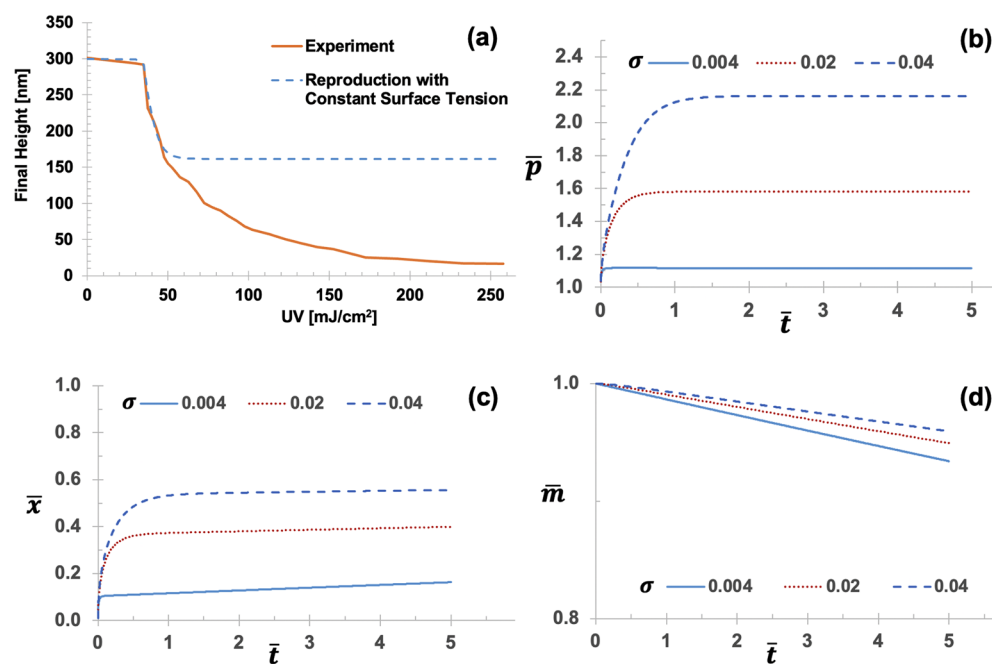 350
300
250
200
150
100
50
0
Final Height [nm]
0 50 100 150 200 250
UV [mJ/cm²]
Experiment
Reproduction with
Constant Surface Tension
(a)
2.4
2.2
2.0
1.8
1.6
1.4
1.2
1.0
p̅
σ 0.004 0.02 0.04
(b)
0 1 2 3 4 5
t̅
1.0
0.8
0.6
0.4
0.2
0.0
x̅
σ 0.004 0.02 0.04
(c)
0 1 2 3 4 5
t̅
1.0
0.8
m̅
(d)
σ 0.004 0.02 0.04
0 1 2 3 4 5
t̅